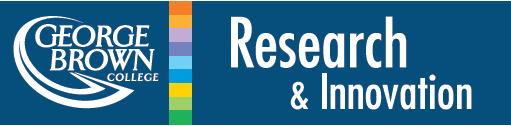 GEORGE
BROWN
COLLEGE
Research
& Innovation